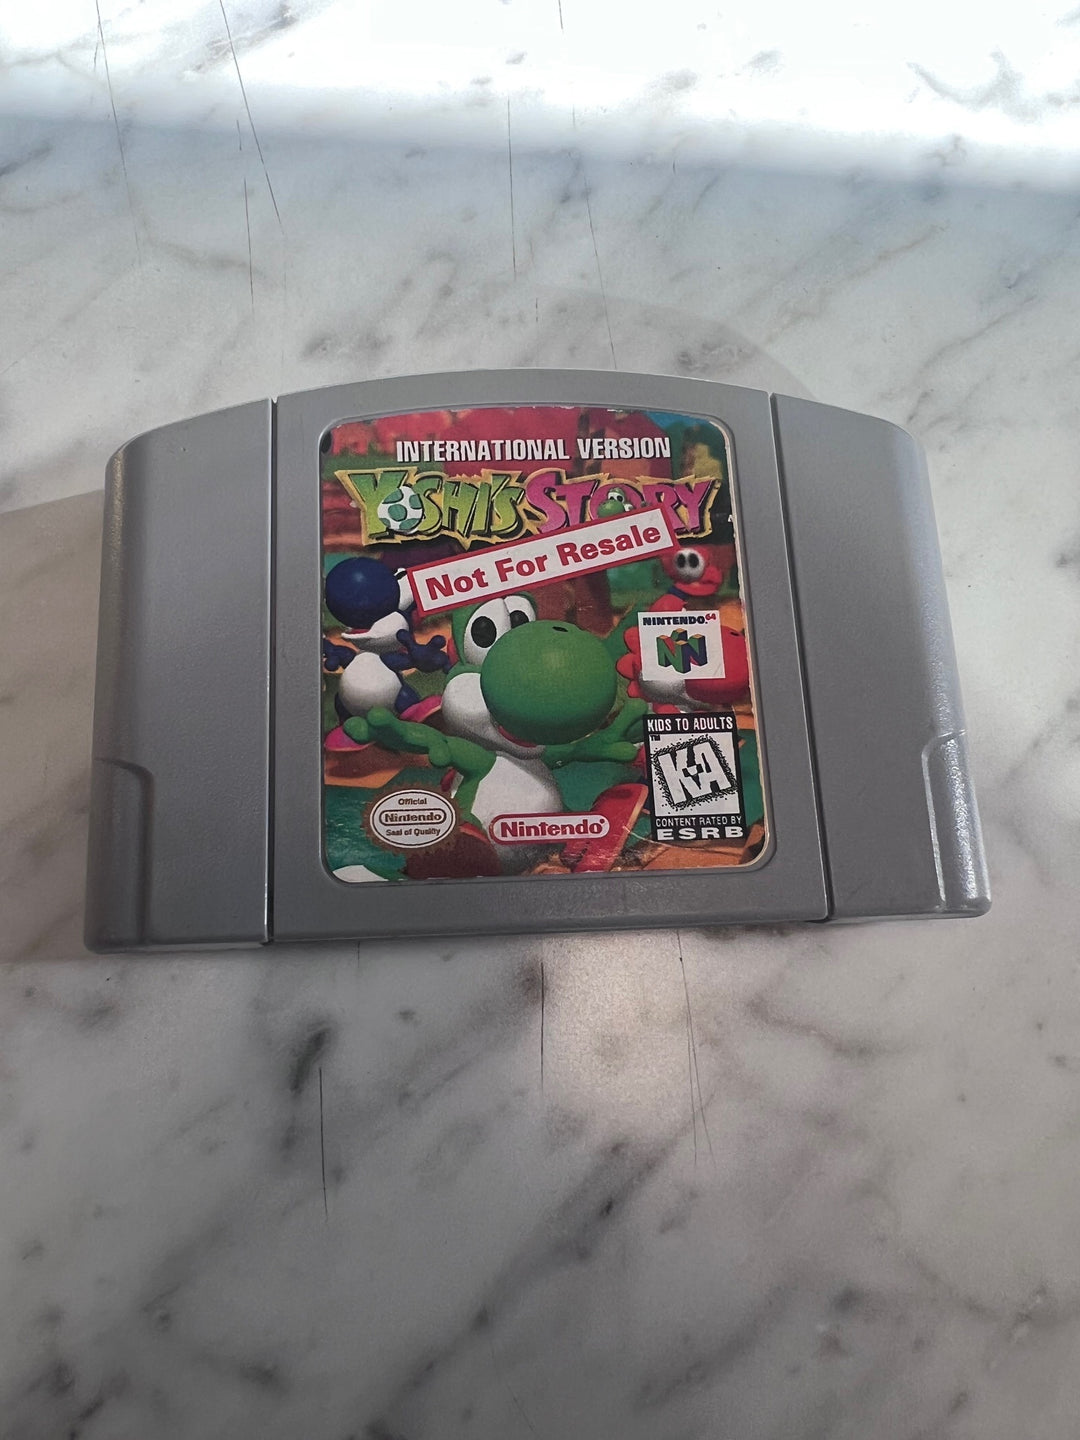 INTERNATIONAL VERSION
YOSHI'S STORY
Not For Resale
NINTENDO64
KIDS TO ADULTS
TM
K-A
CONTENT RATED BY
ESRB
Official
Nintendo
Seal of Quality
Nintendo®